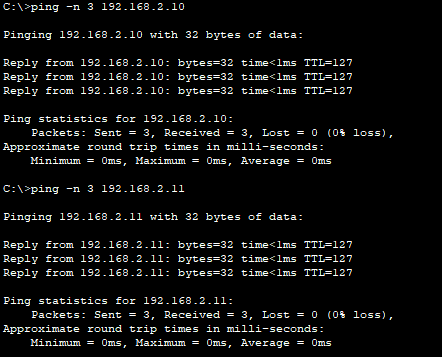 C:\>ping -n 3 192.168.2.10
Pinging 192.168.2.10 with 32 bytes of data:
Reply from 192.168.2.10: bytes=32 time<1ms TTL=127
Reply from 192.168.2.10: bytes=32 time<1ms TTL=127
Reply from 192.168.2.10: bytes=32 time<1ms TTL=127
Ping statistics for 192.168.2.10:
    Packets: Sent = 3, Received = 3, Lost = 0 (0% loss),
Approximate round trip times in milli-seconds:
    Minimum = 0ms, Maximum = 0ms, Average = 0ms
C:\>ping -n 3 192.168.2.11
Pinging 192.168.2.11 with 32 bytes of data:
Reply from 192.168.2.11: bytes=32 time<1ms TTL=127
Reply from 192.168.2.11: bytes=32 time<1ms TTL=127
Reply from 192.168.2.11: bytes=32 time<1ms TTL=127
Ping statistics for 192.168.2.11:
    Packets: Sent = 3, Received = 3, Lost = 0 (0% loss),
Approximate round trip times in milli-seconds:
    Minimum = 0ms, Maximum = 0ms, Average = 0ms